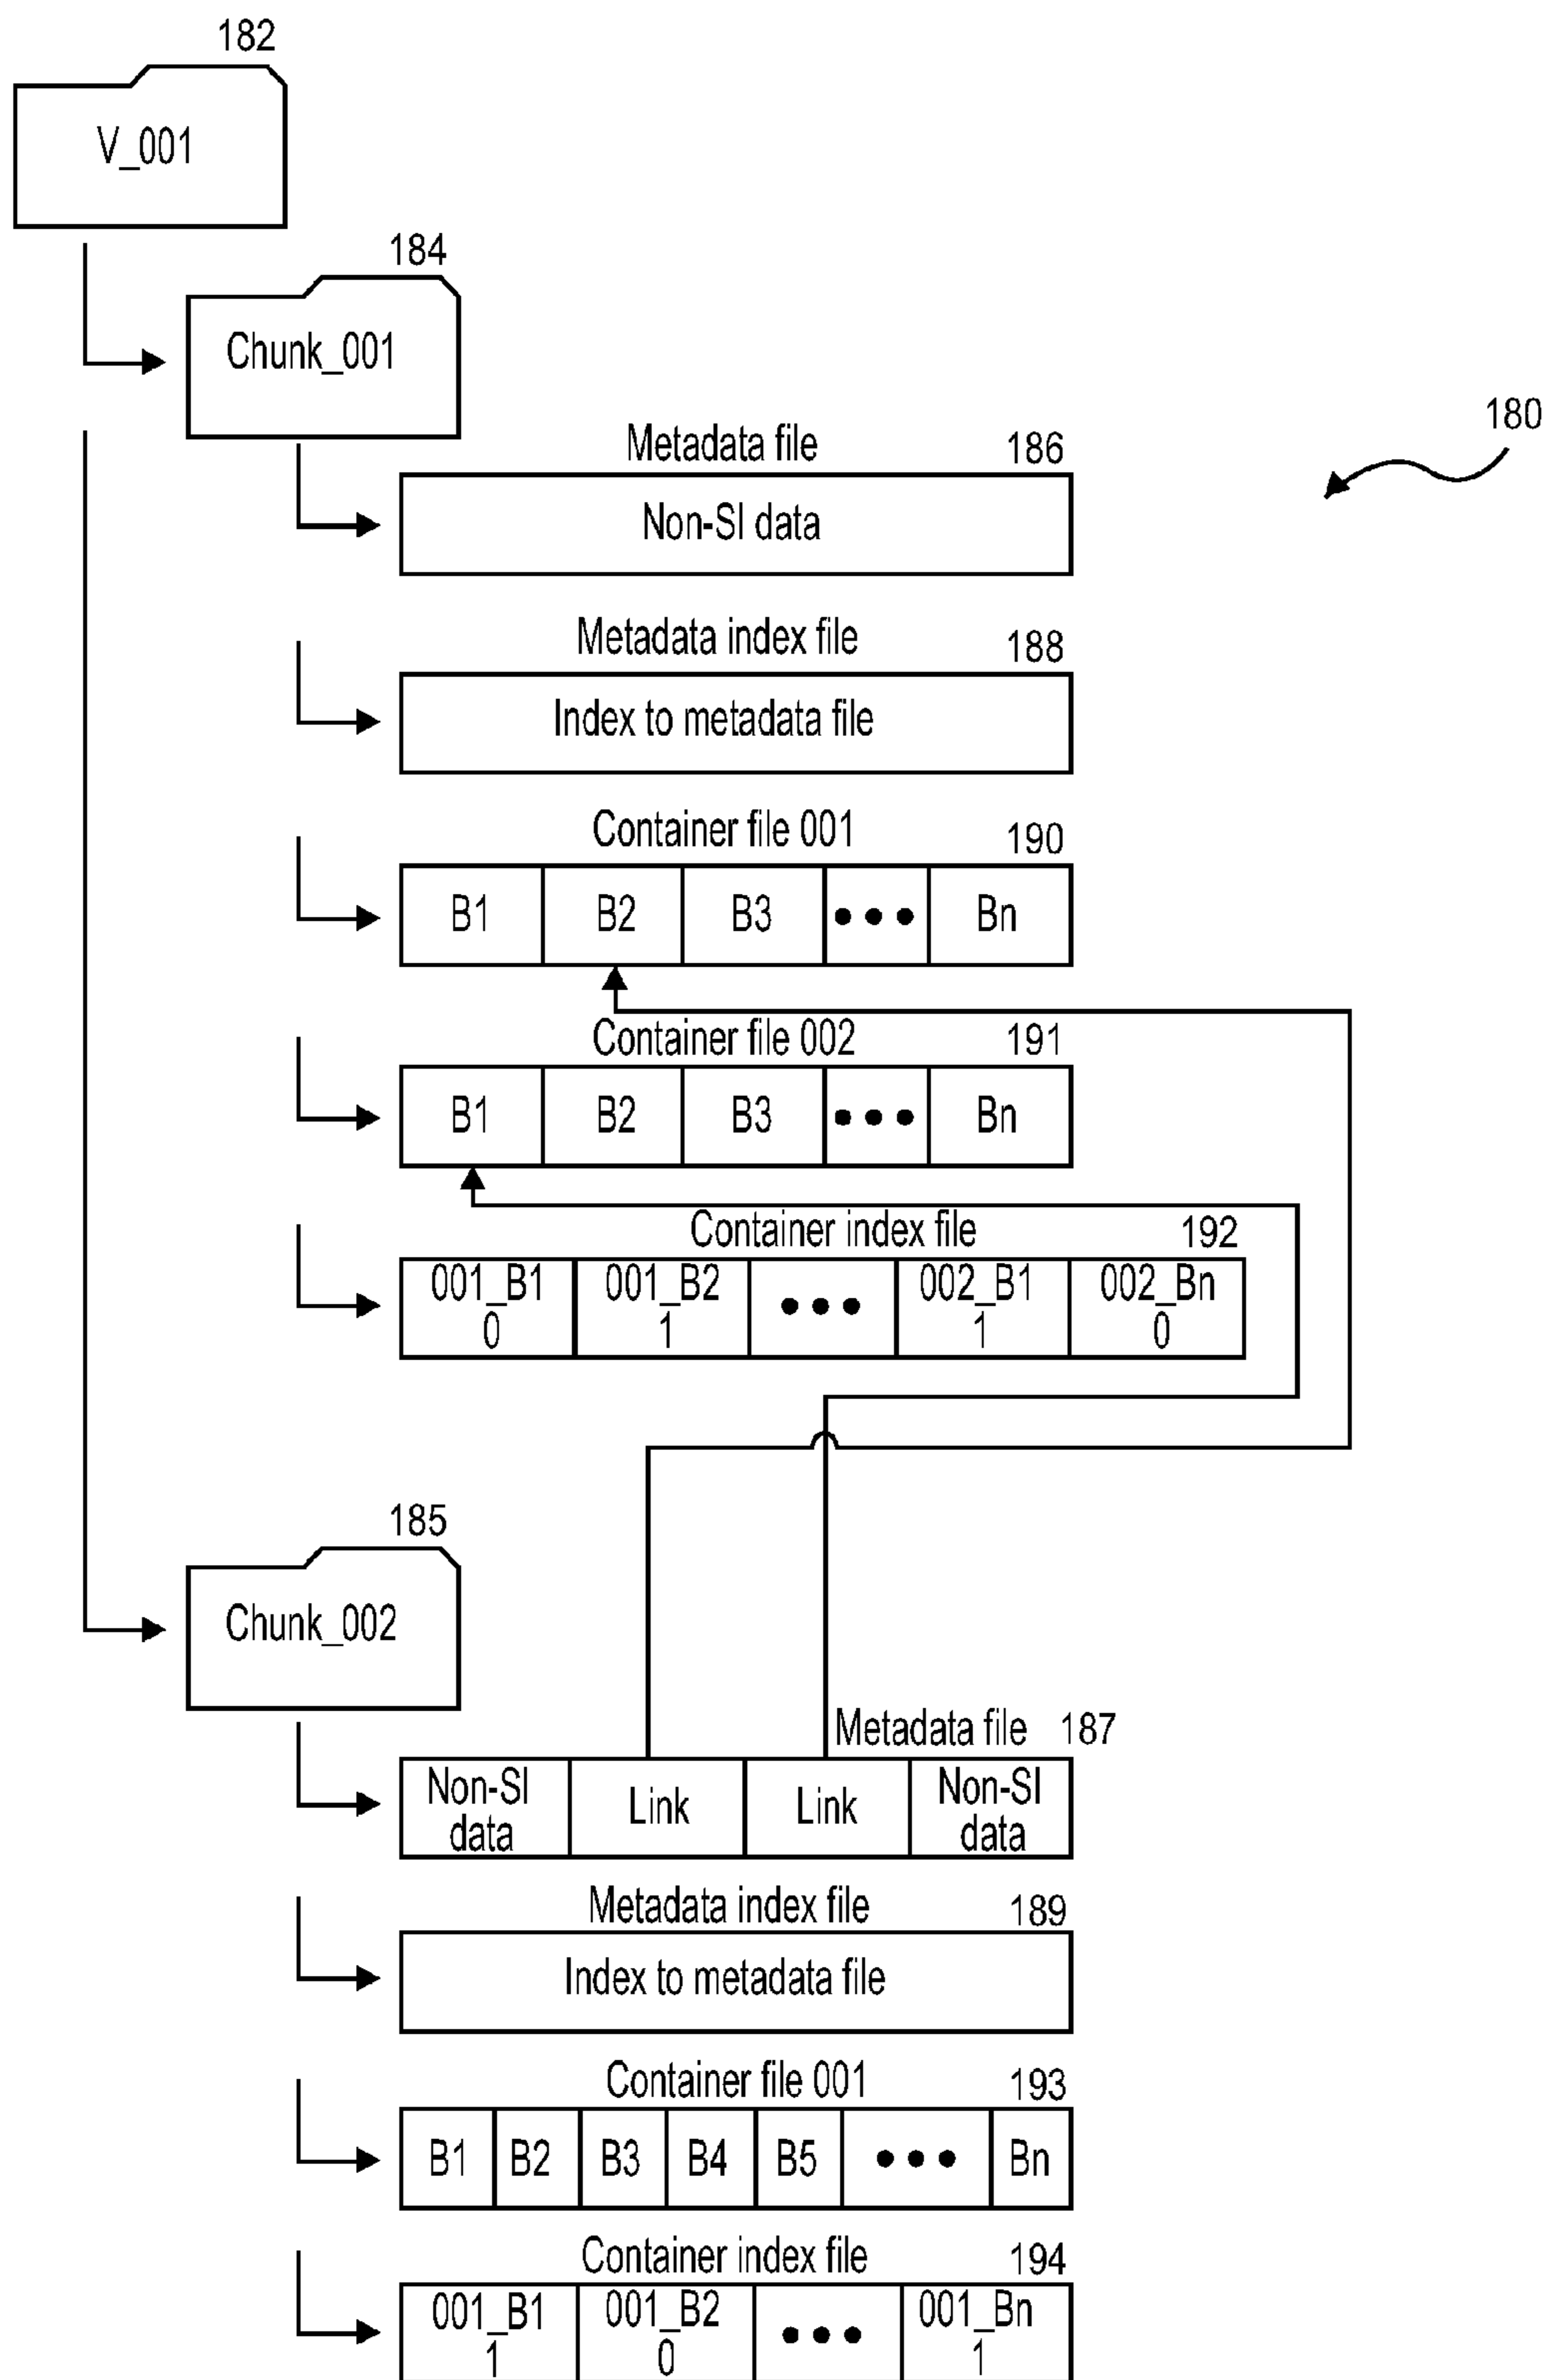 182
V_001
184
Chunk_001
180
Metadata file 186
Non-SI data
Metadata index file 188
Index to metadata file
Container file 001 190
B1 B2 B3 ••• Bn
Container file 002 191
B1 B2 B3 ••• Bn
Container index file 192
001_B1 001_B2 ••• 002_B1 002_Bn
0 1 1 0
185
Chunk_002
Metadata file 187
Non-SI data Link Link Non-SI data
Metadata index file 189
Index to metadata file
Container file 001 193
B1 B2 B3 B4 B5 ••• Bn
Container index file 194
001_B1 001_B2 ••• 001_Bn
1 0 1